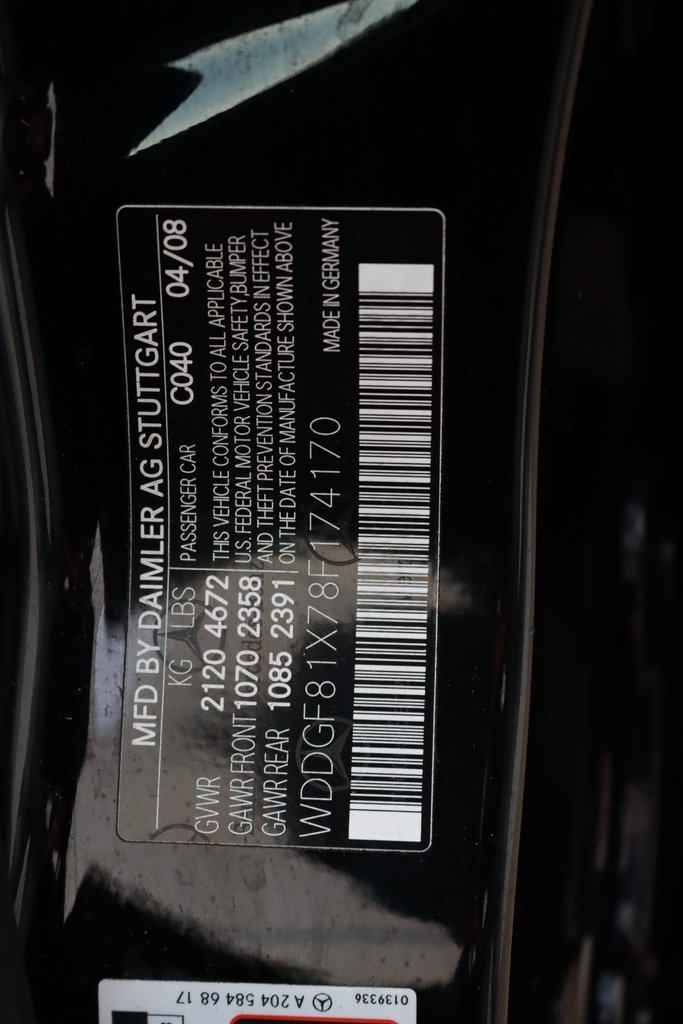 MFD BY DAIMLER AG STUTTGART
KG LBS PASSENGER CAR C040 04/08
GVWR 2120 4672 THIS VEHICLE CONFORMS TO ALL APPLICABLE
GAWR FRONT 1070 2358 U.S. FEDERAL MOTOR VEHICLE SAFETY, BUMPER
GAWR REAR 1085 2391 AND THEFT PREVENTION STANDARDS IN EFFECT
ON THE DATE OF MANUFACTURE SHOWN ABOVE
WDDGF81X78F174170 MADE IN GERMANY
0139336 A 204 584 68 17